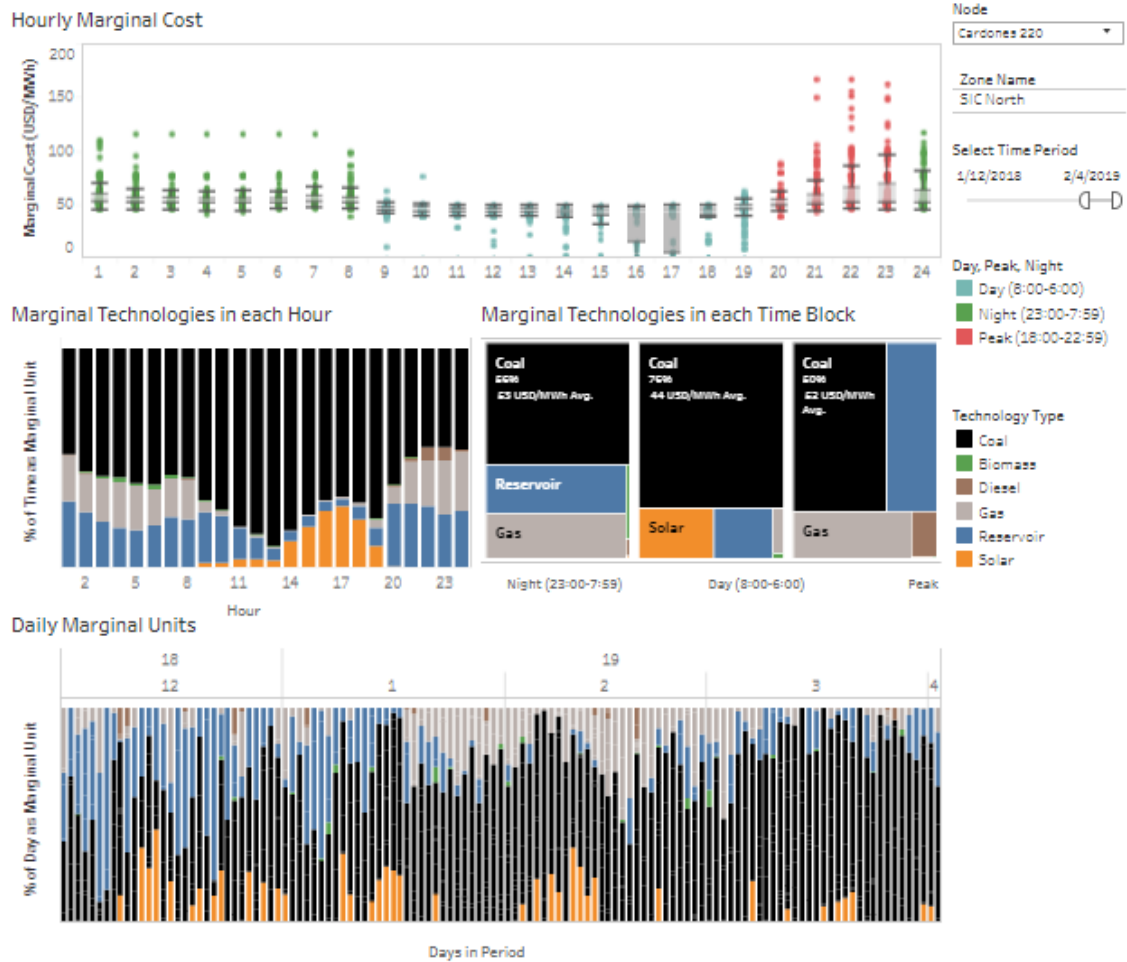 Hourly Marginal Cost
Marginal Cost (USD/MWh)
200
150
100
50
0
1 2 3 4 5 6 7 8 9 10 11 12 13 14 15 16 17 18 19 20 21 22 23 24
Node
Cardones 220
Zone Name
SIC North
Select Time Period
1/12/2018 2/4/2019
Day, Peak, Night
Day (8:00-6:00)
Night (23:00-7:59)
Peak (18:00-22:59)
Marginal Technologies in each Hour
% of Time as Marginal Unit
2 5 8 11 14 17 20 23
Hour
Marginal Technologies in each Time Block
Coal
USD/MWh Avg.
Reservoir
Gas
Coal
76%
44 USD/MWh Avg.
Solar
Coal
USD/MWh
Avg.
Gas
Night (23:00-7:59) Day (8:00-6:00) Peak
Technology Type
Coal
Biomass
Diesel
Gas
Reservoir
Solar
Daily Marginal Units
18 19
12 1 2 3 4
% of Day as Marginal Unit
Days in Period